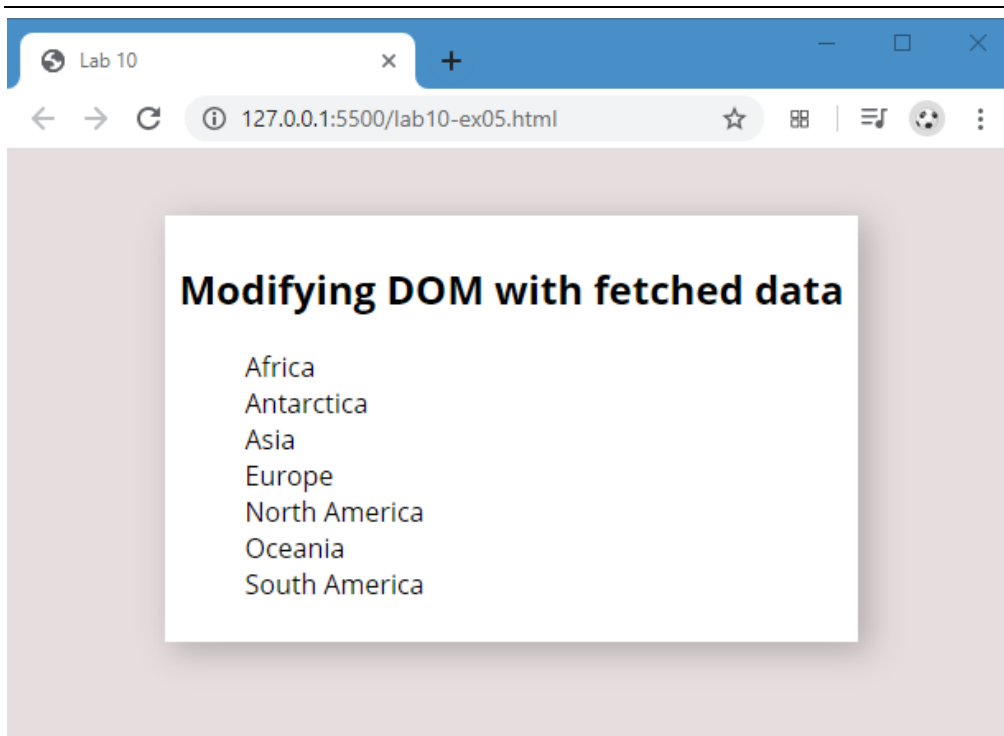 Lab 10
127.0.0.1:5500/lab10-ex05.html
Modifying DOM with fetched data
Africa
Antarctica
Asia
Europe
North America
Oceania
South America